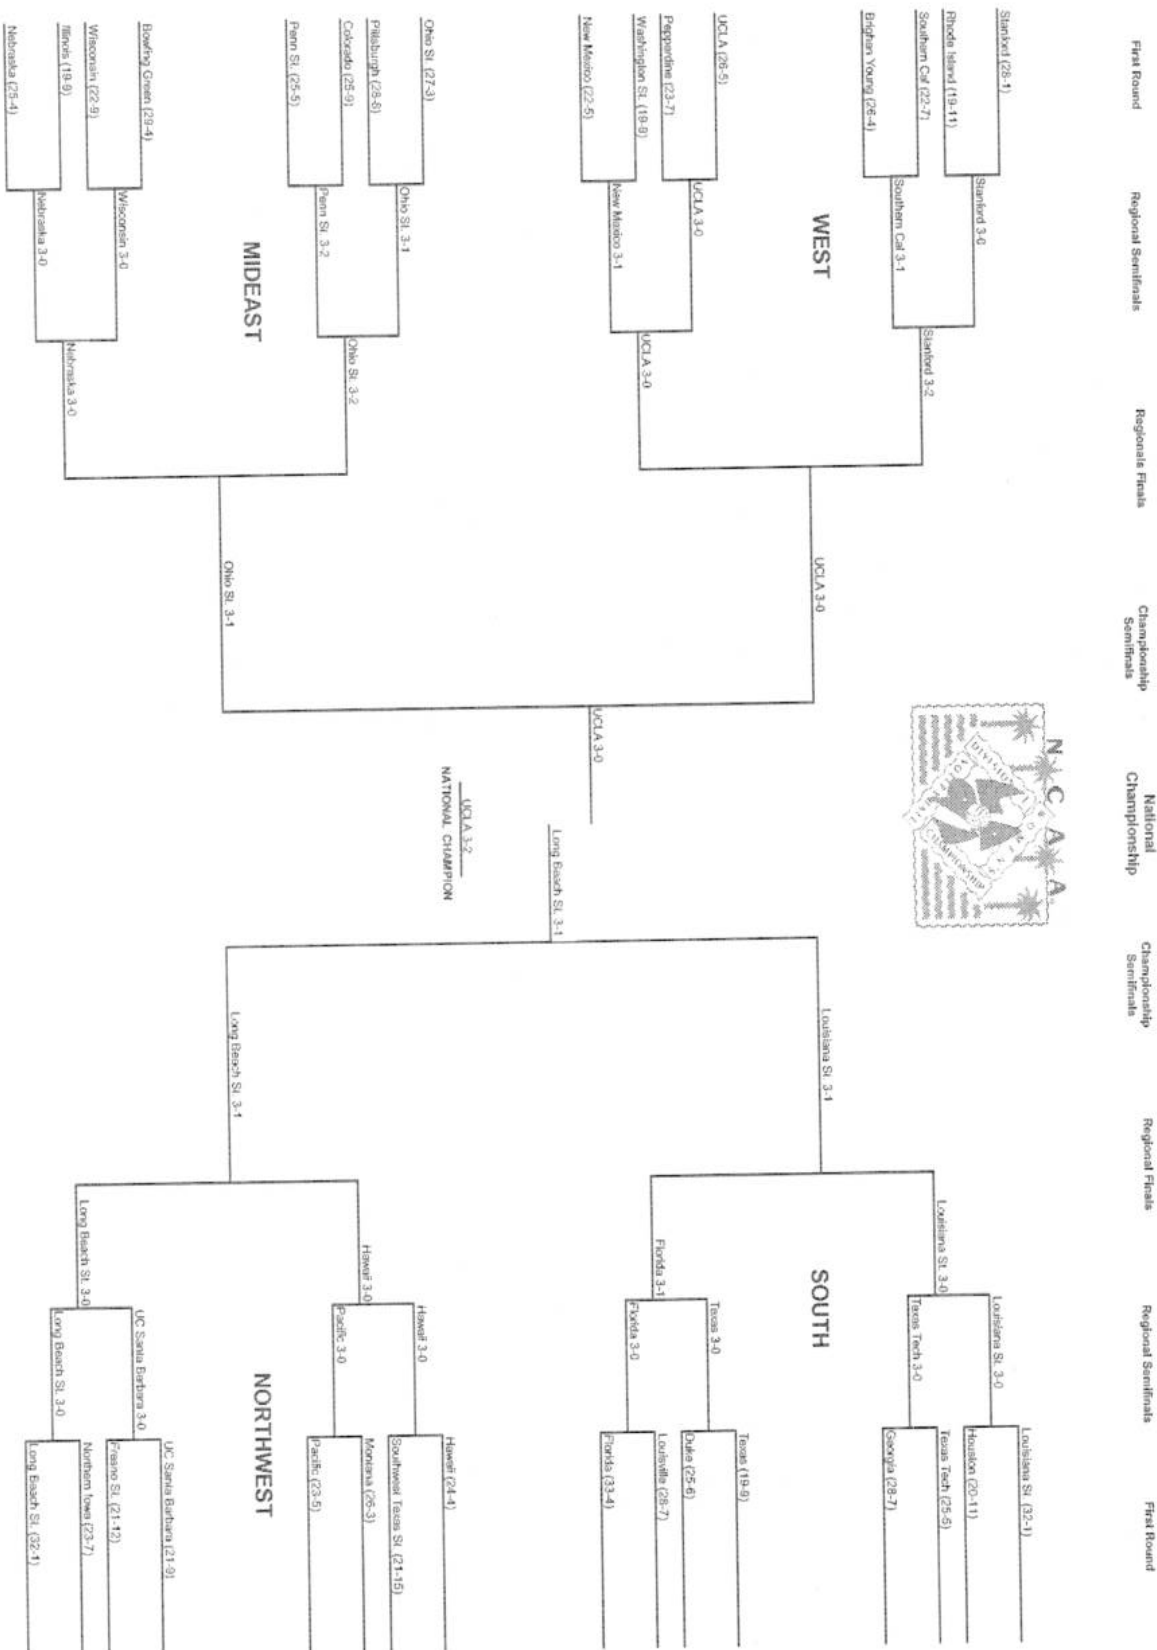 First Round
Regional Semifinals
Regionals Finals
Championship
Semifinals
National
Championship
Championship
Semifinals
Regional Finals
Regional Semifinals
First Round
Stanford (28-1)
Rhode Island (19-11)
Southern Cal (22-7)
Brigham Young (26-4)
Stanford 3-0
Southern Cal 3-1
Stanford 3-2
WEST
UCLA (26-5)
Pepperdine (23-7)
Washington St. (19-9)
New Mexico (22-5)
UCLA 3-0
New Mexico 3-1
UCLA 3-0
UCLA 3-0
Ohio St. (27-3)
Pittsburgh (28-6)
Colorado (25-9)
Penn St. (25-5)
Ohio St. 3-1
Penn St. 3-2
Ohio St. 3-2
MIDEAST
Bowling Green (29-4)
Wisconsin (22-9)
Illinois (19-9)
Nebraska (25-4)
Wisconsin 3-0
Nebraska 3-0
Nebraska 3-0
Ohio St. 3-1
UCLA 3-0
N C A A
DIVISION I
CHAMPIONSHIP
UCLA 3-2
NATIONAL CHAMPION
Long Beach St. 3-1
Louisiana St. 3-1
Long Beach St. 3-1
Louisiana St. 3-0
Louisiana St. 3-0
Texas Tech 3-0
Louisiana St. (32-1)
Houston (20-11)
Texas Tech (25-5)
Georgia (28-7)
SOUTH
Florida 3-1
Texas 3-0
Florida 3-0
Texas (19-9)
Duke (25-6)
Louisville (28-7)
Florida (33-4)
Hawaii 3-0
Hawaii 3-0
Pacific 3-0
Hawaii (24-4)
Southwest Texas St. (21-15)
Montana (26-3)
Pacific (23-5)
NORTHWEST
Long Beach St. 3-0
UC Santa Barbara 3-0
Long Beach St. 3-0
UC Santa Barbara (21-9)
Fresno St. (21-12)
Northern Iowa (23-7)
Long Beach St. (32-1)